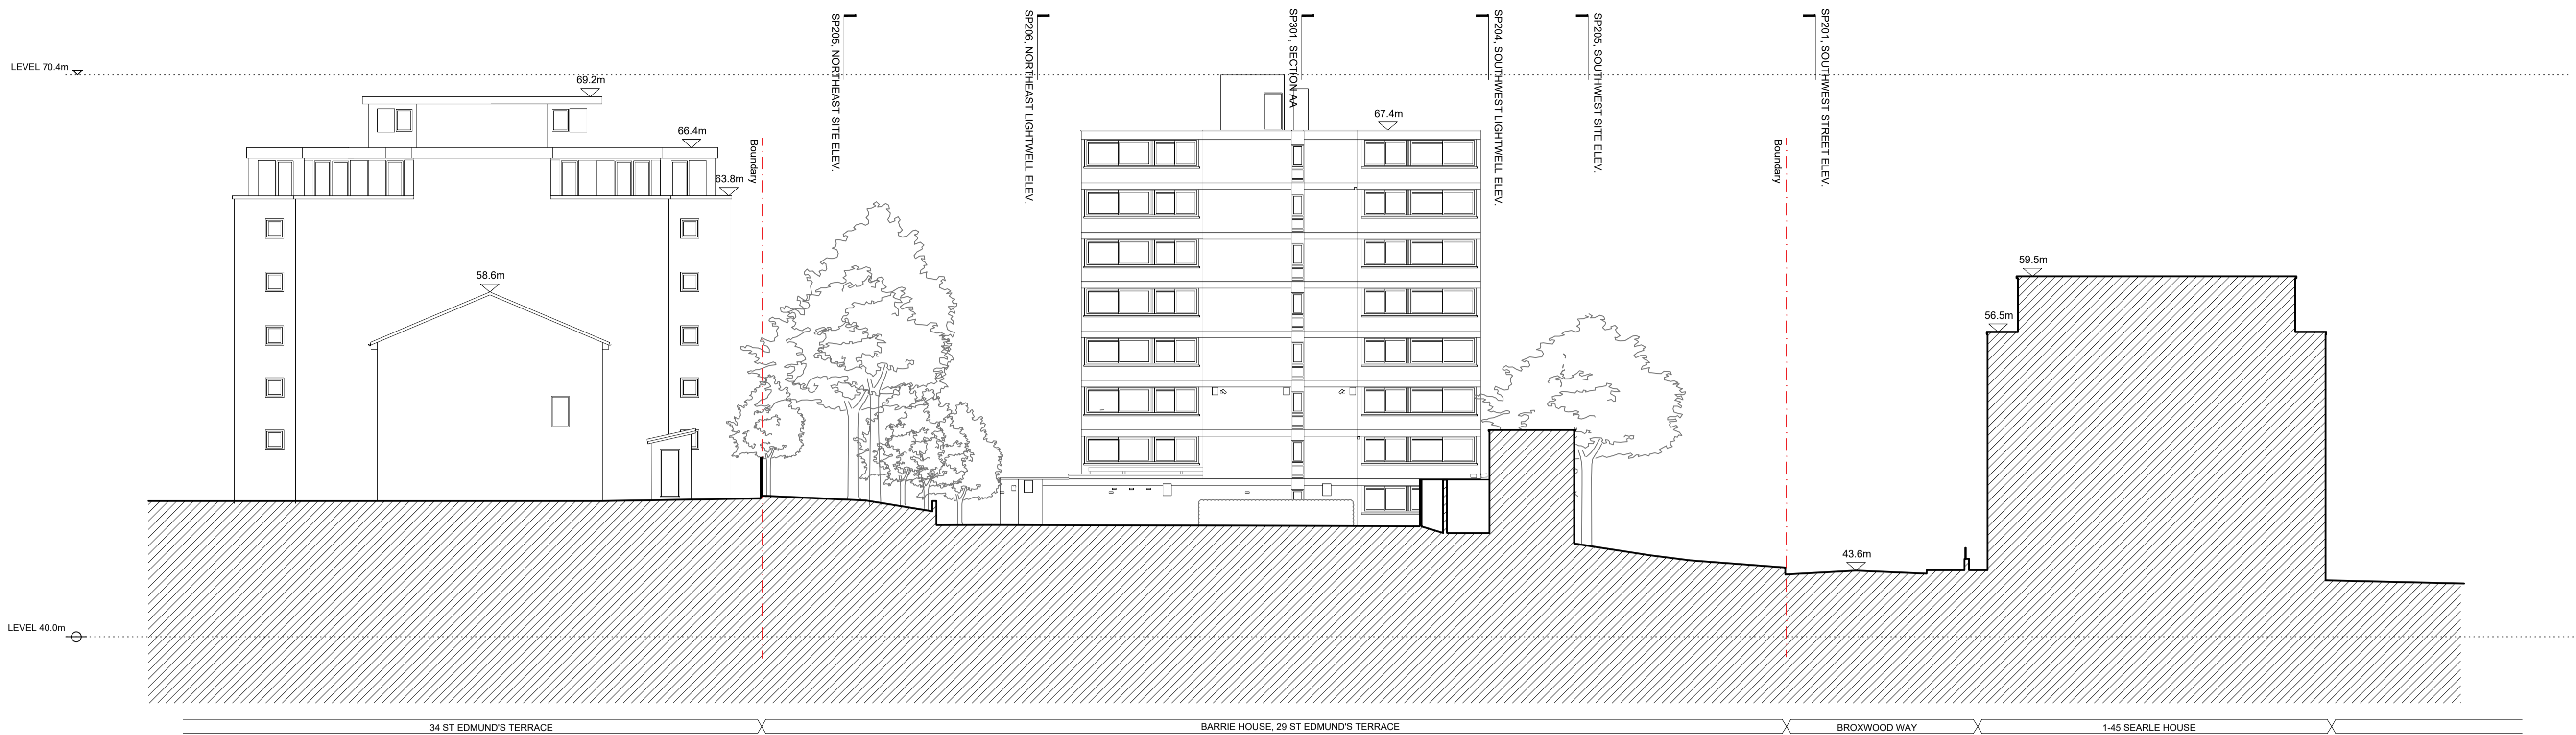 SP205, NORTHEAST SITE ELEV.
SP206, NORTHEAST LIGHTWELL ELEV.
SP301, SECTION AA
SP204, SOUTHWEST LIGHTWELL ELEV.
SP205, SOUTHWEST SITE ELEV.
SP201, SOUTHWEST STREET ELEV.
LEVEL 70.4m
69.2m
67.4m
66.4m
Boundary
Boundary
63.8m
59.5m
58.6m
56.5m
43.6m
LEVEL 40.0m
34 ST EDMUND'S TERRACE
BARRIE HOUSE, 29 ST EDMUND'S TERRACE
BROXWOOD WAY
1-45 SEARLE HOUSE